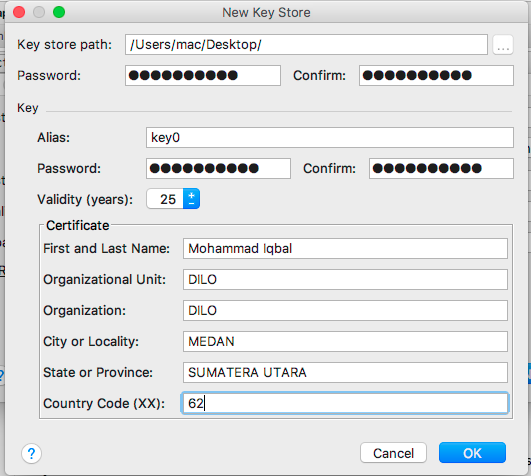 New Key Store
Key store path: /Users/mac/Desktop/ ...
Password: ●●●●●●●●●● Confirm: ●●●●●●●●●●
Key
Alias: key0
Password: ●●●●●●●●●● Confirm: ●●●●●●●●●●
Validity (years): 25
Certificate
First and Last Name: Mohammad Iqbal
Organizational Unit: DILO
Organization: DILO
City or Locality: MEDAN
State or Province: SUMATERA UTARA
Country Code (XX): 62
? Cancel OK